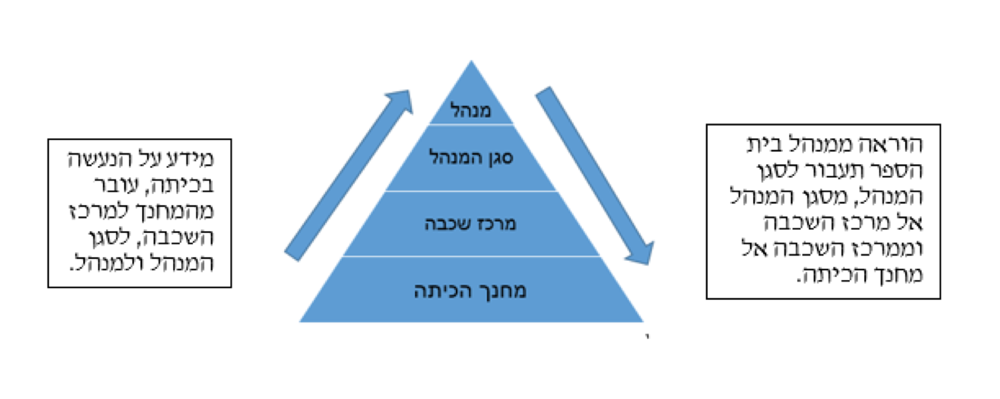 הוראה ממנהל בית
הספר תעבור לסגן
המנהל, מסגן המנהל
אל מרכז השכבה
וממרכז השכבה אל
מחנך הכיתה.
מנהל
סגן המנהל
מרכז שכבה
מחנך הכיתה
מידע על הנעשה
בכיתה, עובר
מהמחנך למרכז
השכבה, לסגן
המנהל ולמנהל.